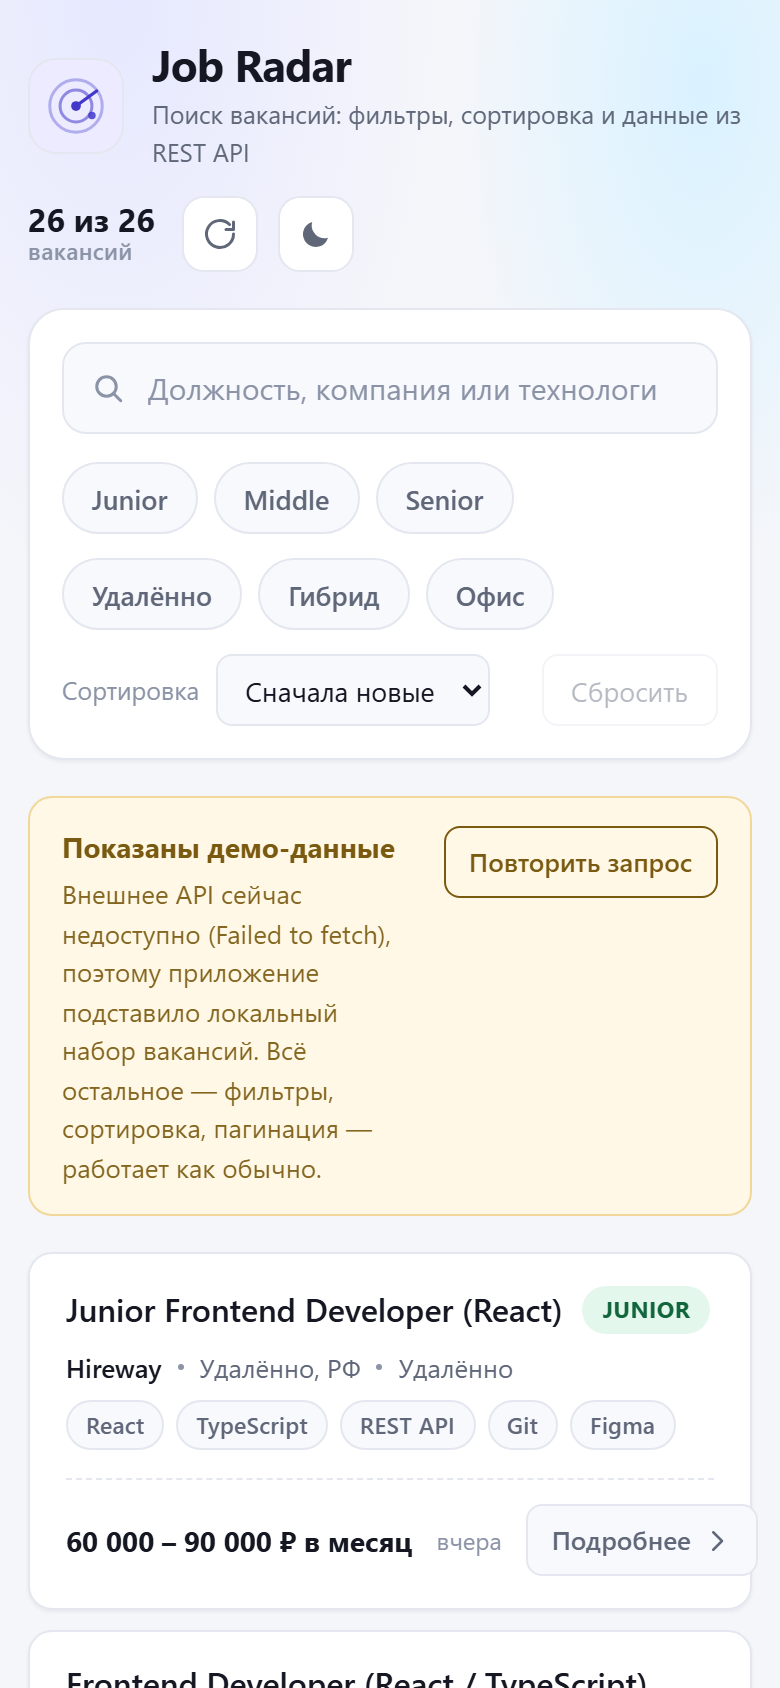 Job Radar
Поиск вакансий: фильтры, сортировка и данные из
REST API
26 из 26
вакансий
Должность, компания или технологи
Junior
Middle
Senior
Удалённо
Гибрид
Офис
Сортировка
Сначала новые
Сбросить
Показаны демо-данные
Повторить запрос
Внешнее API сейчас
недоступно (Failed to fetch),
поэтому приложение
подставило локальный
набор вакансий. Всё
остальное — фильтры,
сортировка, пагинация —
работает как обычно.
Junior Frontend Developer (React)
JUNIOR
Hireway • Удалённо, РФ • Удалённо
React
TypeScript
REST API
Git
Figma
60 000 – 90 000 ₽ в месяц
вчера
Подробнее
Frontend Developer (React / TypeScript)